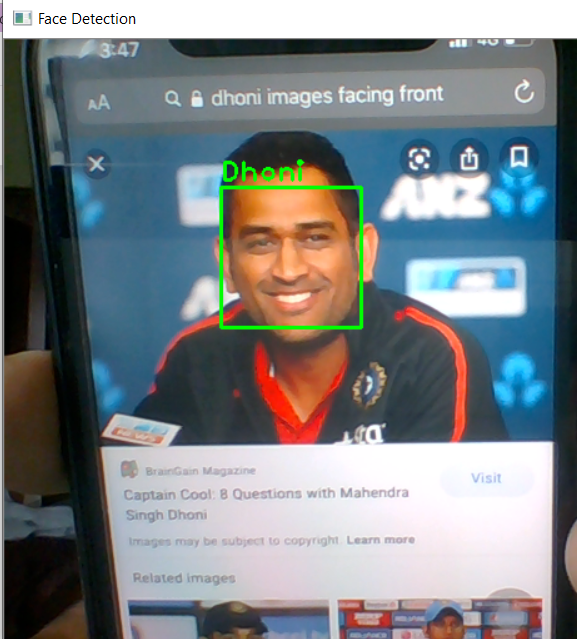 Face Detection
3:47
4G
AA
dhoni images facing front
Dhoni
ANZ
NEWS
BrainGain Magazine
Visit
Captain Cool: 8 Questions with Mahendra
Singh Dhoni
Images may be subject to copyright. Learn more
Related images